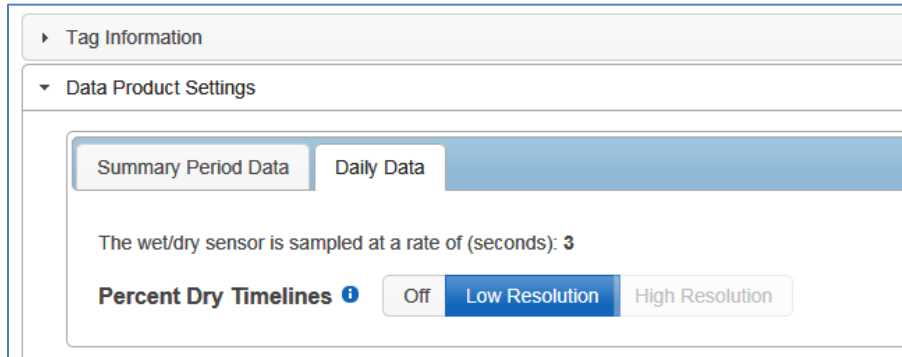 Tag Information
Data Product Settings
Summary Period Data Daily Data
The wet/dry sensor is sampled at a rate of (seconds): 3
Percent Dry Timelines i Off Low Resolution High Resolution